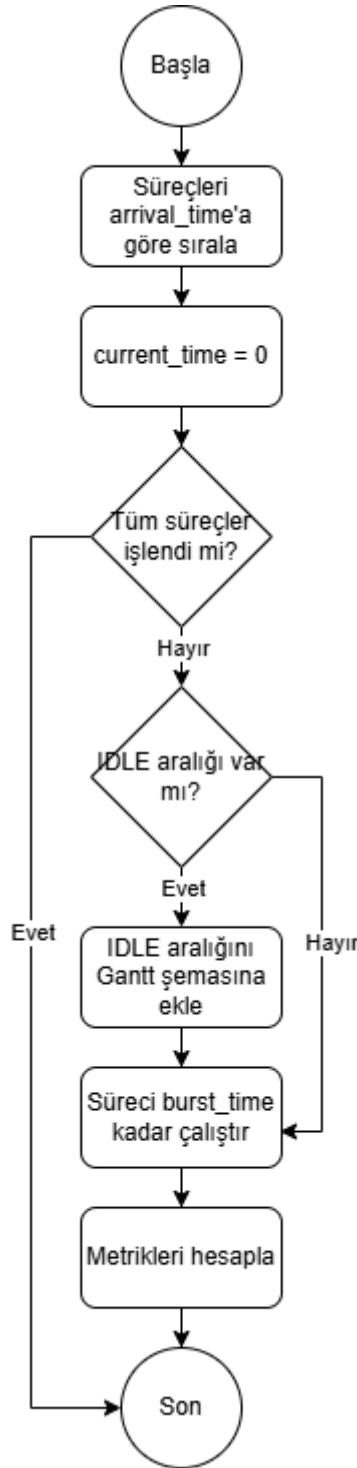 Başla
Süreçleri
arrival_time'a
göre sırala
current_time = 0
Tüm süreçler
işlendi mi?
Hayır
IDLE aralığı var
mı?
Evet
Evet
Hayır
IDLE aralığını
Gantt şemasına
ekle
Süreci burst_time
kadar çalıştır
Metrikleri hesapla
Son